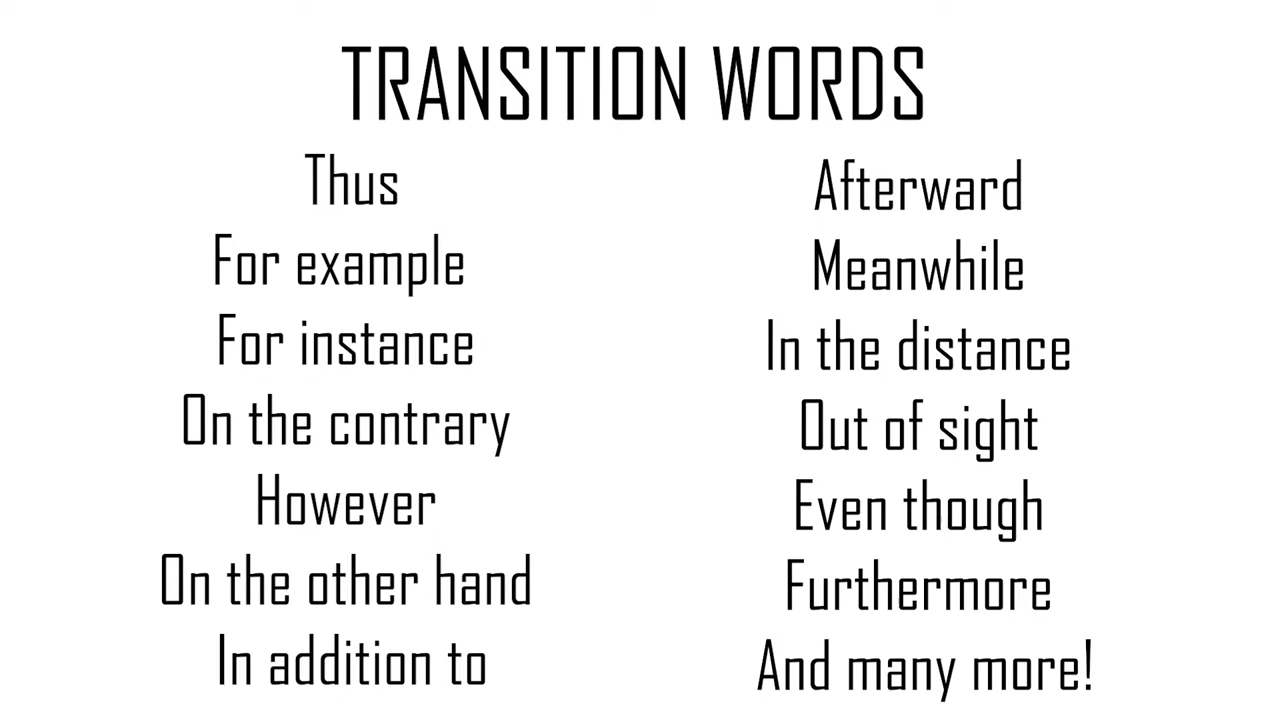 TRANSITION WORDS
Thus
For example
For instance
On the contrary
However
On the other hand
In addition to
Afterward
Meanwhile
In the distance
Out of sight
Even though
Furthermore
And many more!